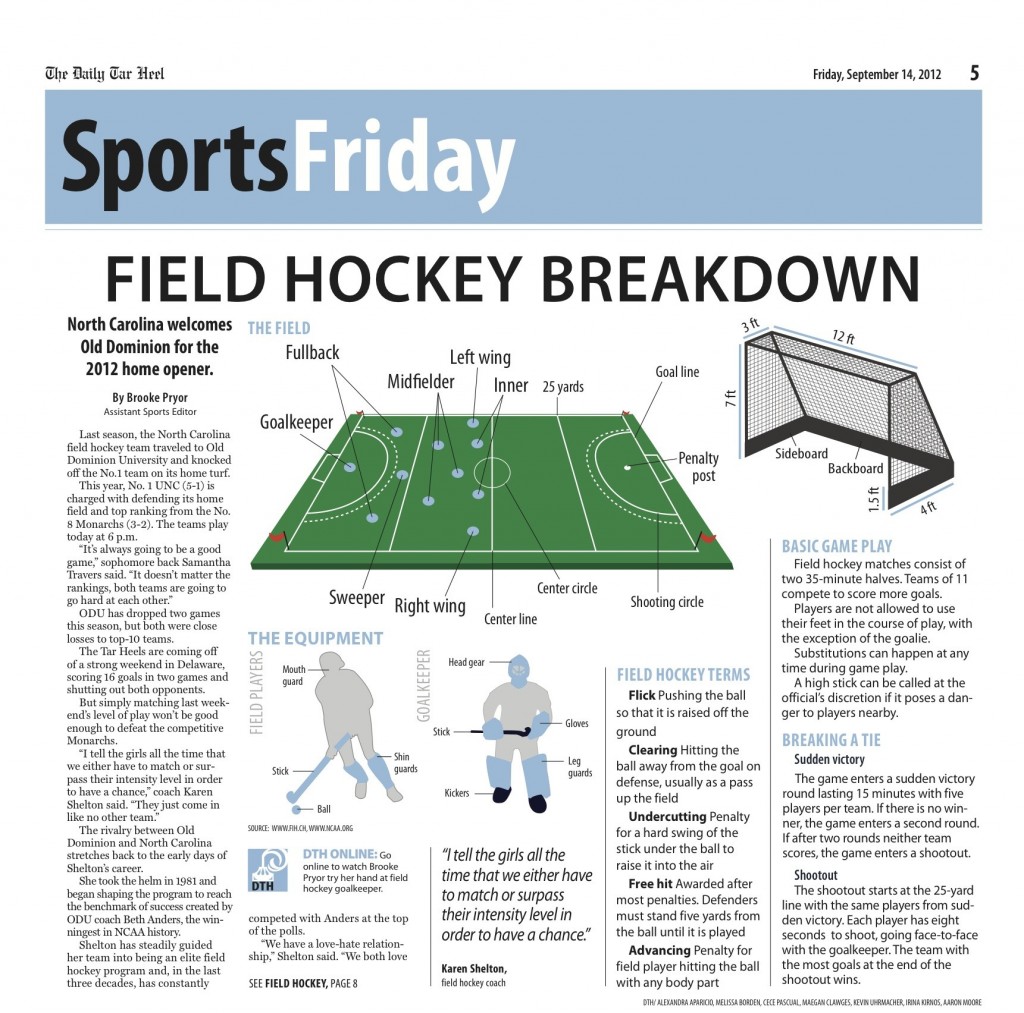 The Daily Tar Heel
Friday, September 14, 2012
5
SportsFriday
FIELD HOCKEY BREAKDOWN
North Carolina welcomes
Old Dominion for the
2012 home opener.
By Brooke Pryor
Assistant Sports Editor
Last season, the North Carolina
field hockey team traveled to Old
Dominion University and knocked
off the No.1 team on its home turf.
This year, No. 1 UNC (5-1) is
charged with defending its home
field and top ranking from the No.
8 Monarchs (3-2). The teams play
today at 6 p.m.
“It’s always going to be a good
game,” sophomore back Samantha
Travers said. “It doesn’t matter the
rankings, both teams are going to
go hard at each other.”
ODU has dropped two games
this season, but both were close
losses to top-10 teams.
The Tar Heels are coming off
of a strong weekend in Delaware,
scoring 16 goals in two games and
shutting out both opponents.
But simply matching last week-
end’s level of play won’t be good
enough to defeat the competitive
Monarchs.
“I tell the girls all the time that
we either have to match or sur-
pass their intensity level in order
to have a chance,” coach Karen
Shelton said. “They just come in
like no other team.”
The rivalry between Old
Dominion and North Carolina
stretches back to the early days of
Shelton’s career.
She took the helm in 1981 and
began shaping the program to reach
the benchmark of success created by
ODU coach Beth Anders, the win-
ningest in NCAA history.
Shelton has steadily guided
her team into being an elite field
hockey program and, in the last
three decades, has constantly
THE FIELD
Fullback
Left wing
Midfielder
Inner
25 yards
Goal line
Goalkeeper
Penalty
post
Sweeper
Right wing
Center line
Center circle
Shooting circle
3 ft
12 ft
7 ft
Sideboard
Backboard
1.5 ft
4 ft
THE EQUIPMENT
FIELD PLAYERS
Mouth
guard
Stick
Shin
guards
Ball
GOALKEEPER
Head gear
Stick
Gloves
Leg
guards
Kickers
SOURCE: WWW.FIH.CH, WWW.NCAA.ORG
DTH
DTH ONLINE: Go
online to watch Brooke
Pryor try her hand at field
hockey goalkeeper.
competed with Anders at the top
of the polls.
“We have a love-hate relation-
ship,” Shelton said. “We both love
SEE FIELD HOCKEY, PAGE 8
“I tell the girls all the
time that we either have
to match or surpass
their intensity level in
order to have a chance.”
Karen Shelton,
field hockey coach
FIELD HOCKEY TERMS
Flick Pushing the ball
so that it is raised off the
ground
Clearing Hitting the
ball away from the goal on
defense, usually as a pass
up the field
Undercutting Penalty
for a hard swing of the
stick under the ball to
raise it into the air
Free hit Awarded after
most penalties. Defenders
must stand five yards from
the ball until it is played
Advancing Penalty for
field player hitting the ball
with any body part
BASIC GAME PLAY
Field hockey matches consist of
two 35-minute halves. Teams of 11
compete to score more goals.
Players are not allowed to use
their feet in the course of play, with
the exception of the goalie.
Substitutions can happen at any
time during game play.
A high stick can be called at the
official’s discretion if it poses a dan-
ger to players nearby.
BREAKING A TIE
Sudden victory
The game enters a sudden victory
round lasting 15 minutes with five
players per team. If there is no win-
ner, the game enters a second round.
If after two rounds neither team
scores, the game enters a shootout.
Shootout
The shootout starts at the 25-yard
line with the same players from sud-
den victory. Each player has eight
seconds to shoot, going face-to-face
with the goalkeeper. The team with
the most goals at the end of the
shootout wins.
DTH/ ALEXANDRA APARICIO, MELISSA BORDEN, CECE PASCUAL, MAEGAN CLAWGES, KEVIN UHRMACHER, IRINA KIRNOS, AARON MOORE